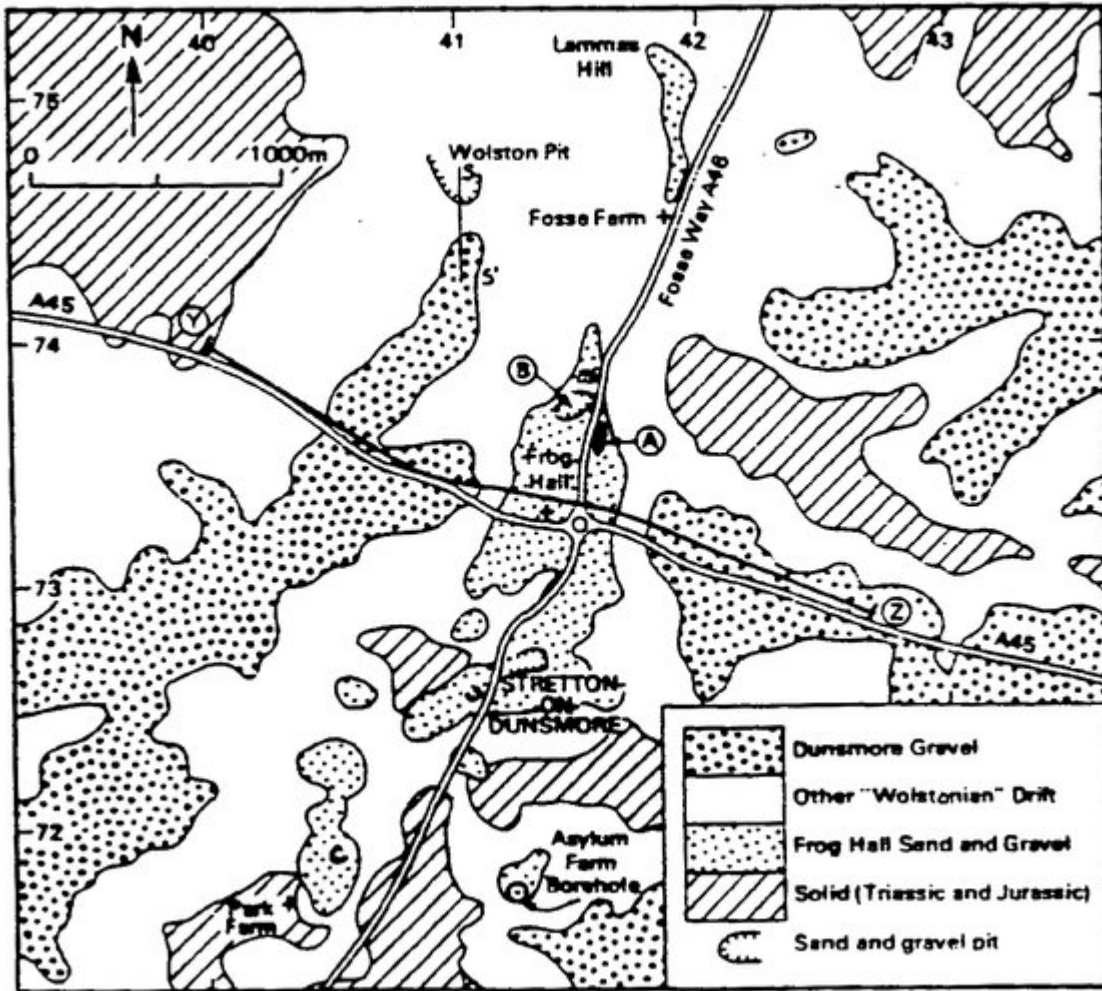 40
41
42
43
N
75
74
73
72
0
1000m
Lammas
Hill
Wolston Pit
S
S'
Fosse Farm
Fosse Way A46
A45
Y
B
A
Frog
Hall
Z
A45
STRETTON
ON
DUNSMORE
C
Park
Farm
Asylum
Farm
Borehole
Dunsmore Gravel
Other "Wolstonian" Drift
Frog Hall Sand and Gravel
Solid (Triassic and Jurassic)
Sand and gravel pit